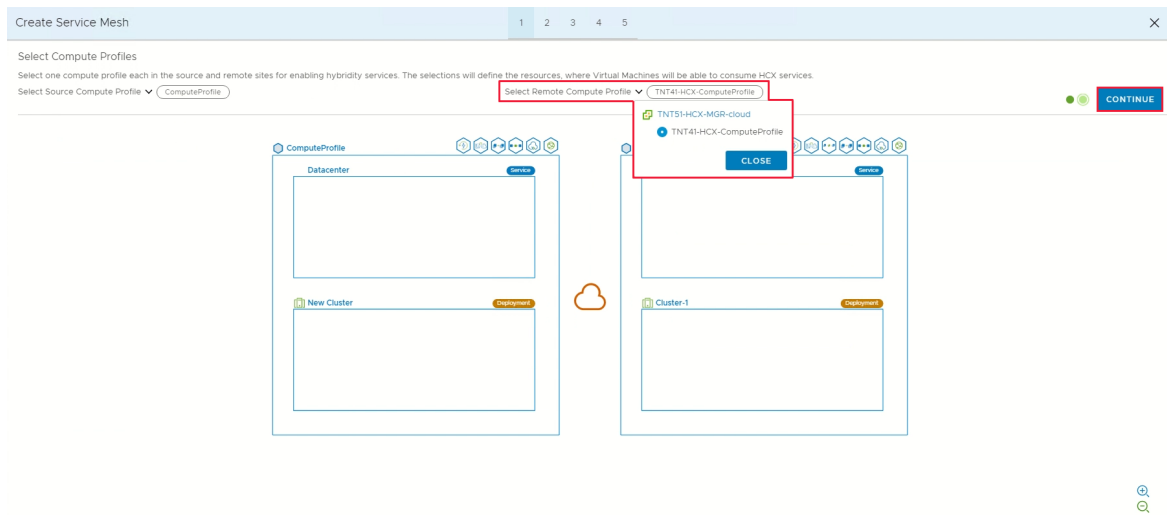 Create Service Mesh
1 2 3 4 5
Select Compute Profiles
Select one compute profile each in the source and remote sites for enabling hybridity services. The selections will define the resources, where Virtual Machines will be able to consume HCX services.
Select Source Compute Profile ComputeProfile
Select Remote Compute Profile TNT41-HCX-ComputeProfile
CONTINUE
TNT51-HCX-MGR-cloud
TNT41-HCX-ComputeProfile
CLOSE
ComputeProfile
Datacenter Service
Service
New Cluster Deployment
Cluster-1 Deployment